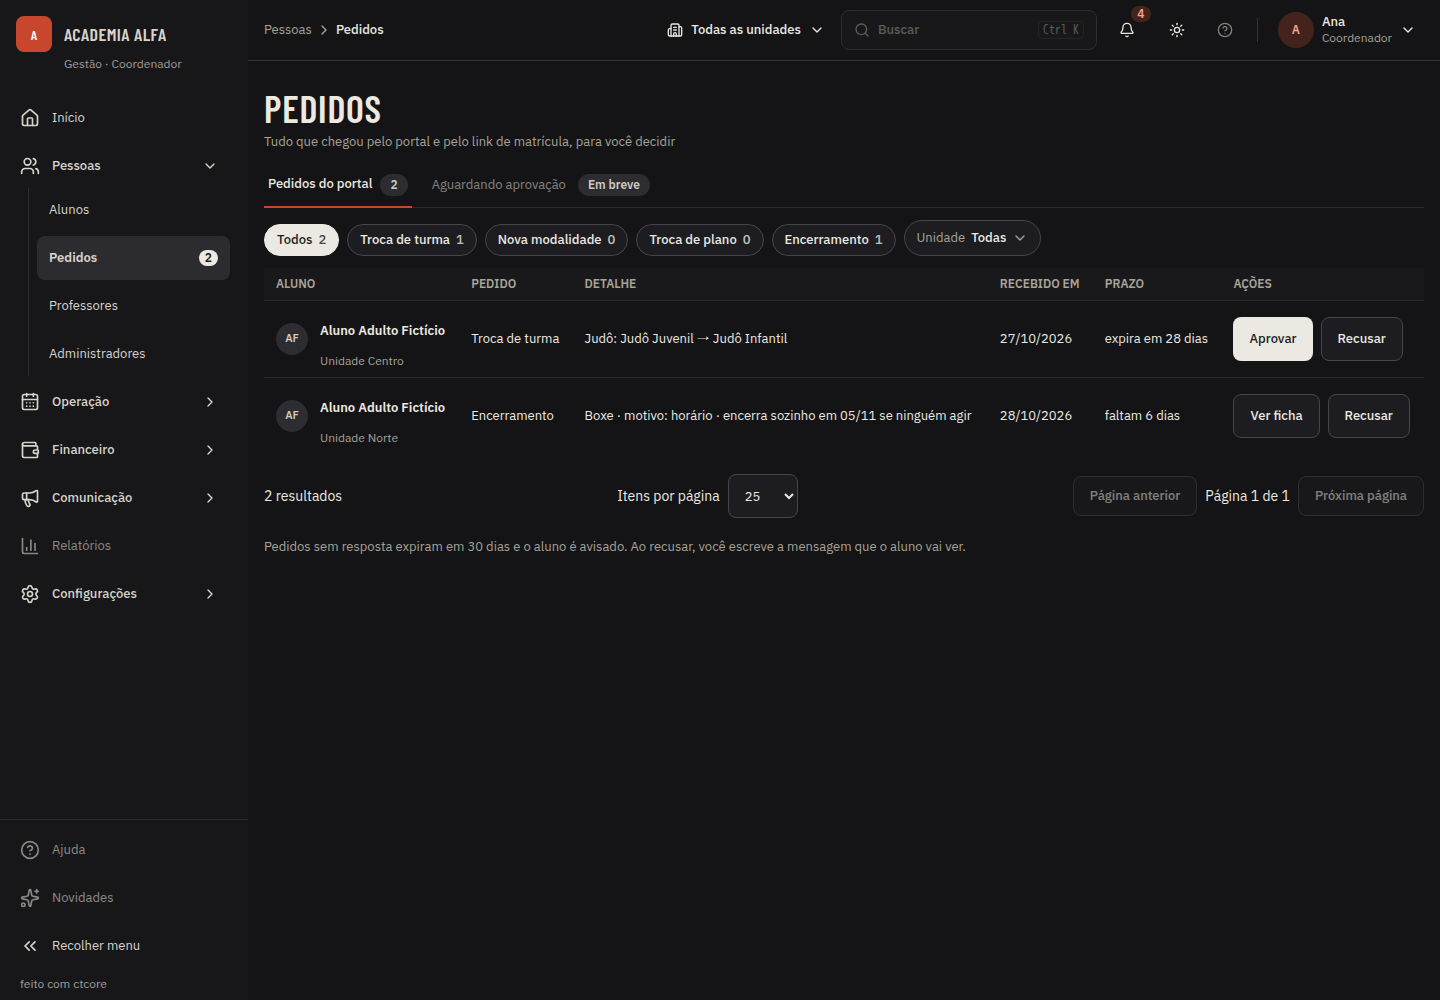 A
ACADEMIA ALFA
Gestão · Coordenador
Início
Pessoas
Alunos
Pedidos 2
Professores
Administradores
Operação
Financeiro
Comunicação
Relatórios
Configurações
Ajuda
Novidades
Recolher menu
feito com ctcore
Pessoas Pedidos
Todas as unidades
Buscar Ctrl K
4
A
Ana
Coordenador
PEDIDOS
Tudo que chegou pelo portal e pelo link de matrícula, para você decidir
Pedidos do portal 2 Aguardando aprovação Em breve
Todos 2 Troca de turma 1 Nova modalidade 0 Troca de plano 0 Encerramento 1 Unidade Todas
ALUNO PEDIDO DETALHE RECEBIDO EM PRAZO AÇÕES
AF Aluno Adulto Fictício Troca de turma Judô: Judô Juvenil → Judô Infantil 27/10/2026 expira em 28 dias Aprovar Recusar
Unidade Centro
AF Aluno Adulto Fictício Encerramento Boxe · motivo: horário · encerra sozinho em 05/11 se ninguém agir 28/10/2026 faltam 6 dias Ver ficha Recusar
Unidade Norte
2 resultados Itens por página 25 Página anterior Página 1 de 1 Próxima página
Pedidos sem resposta expiram em 30 dias e o aluno é avisado. Ao recusar, você escreve a mensagem que o aluno vai ver.